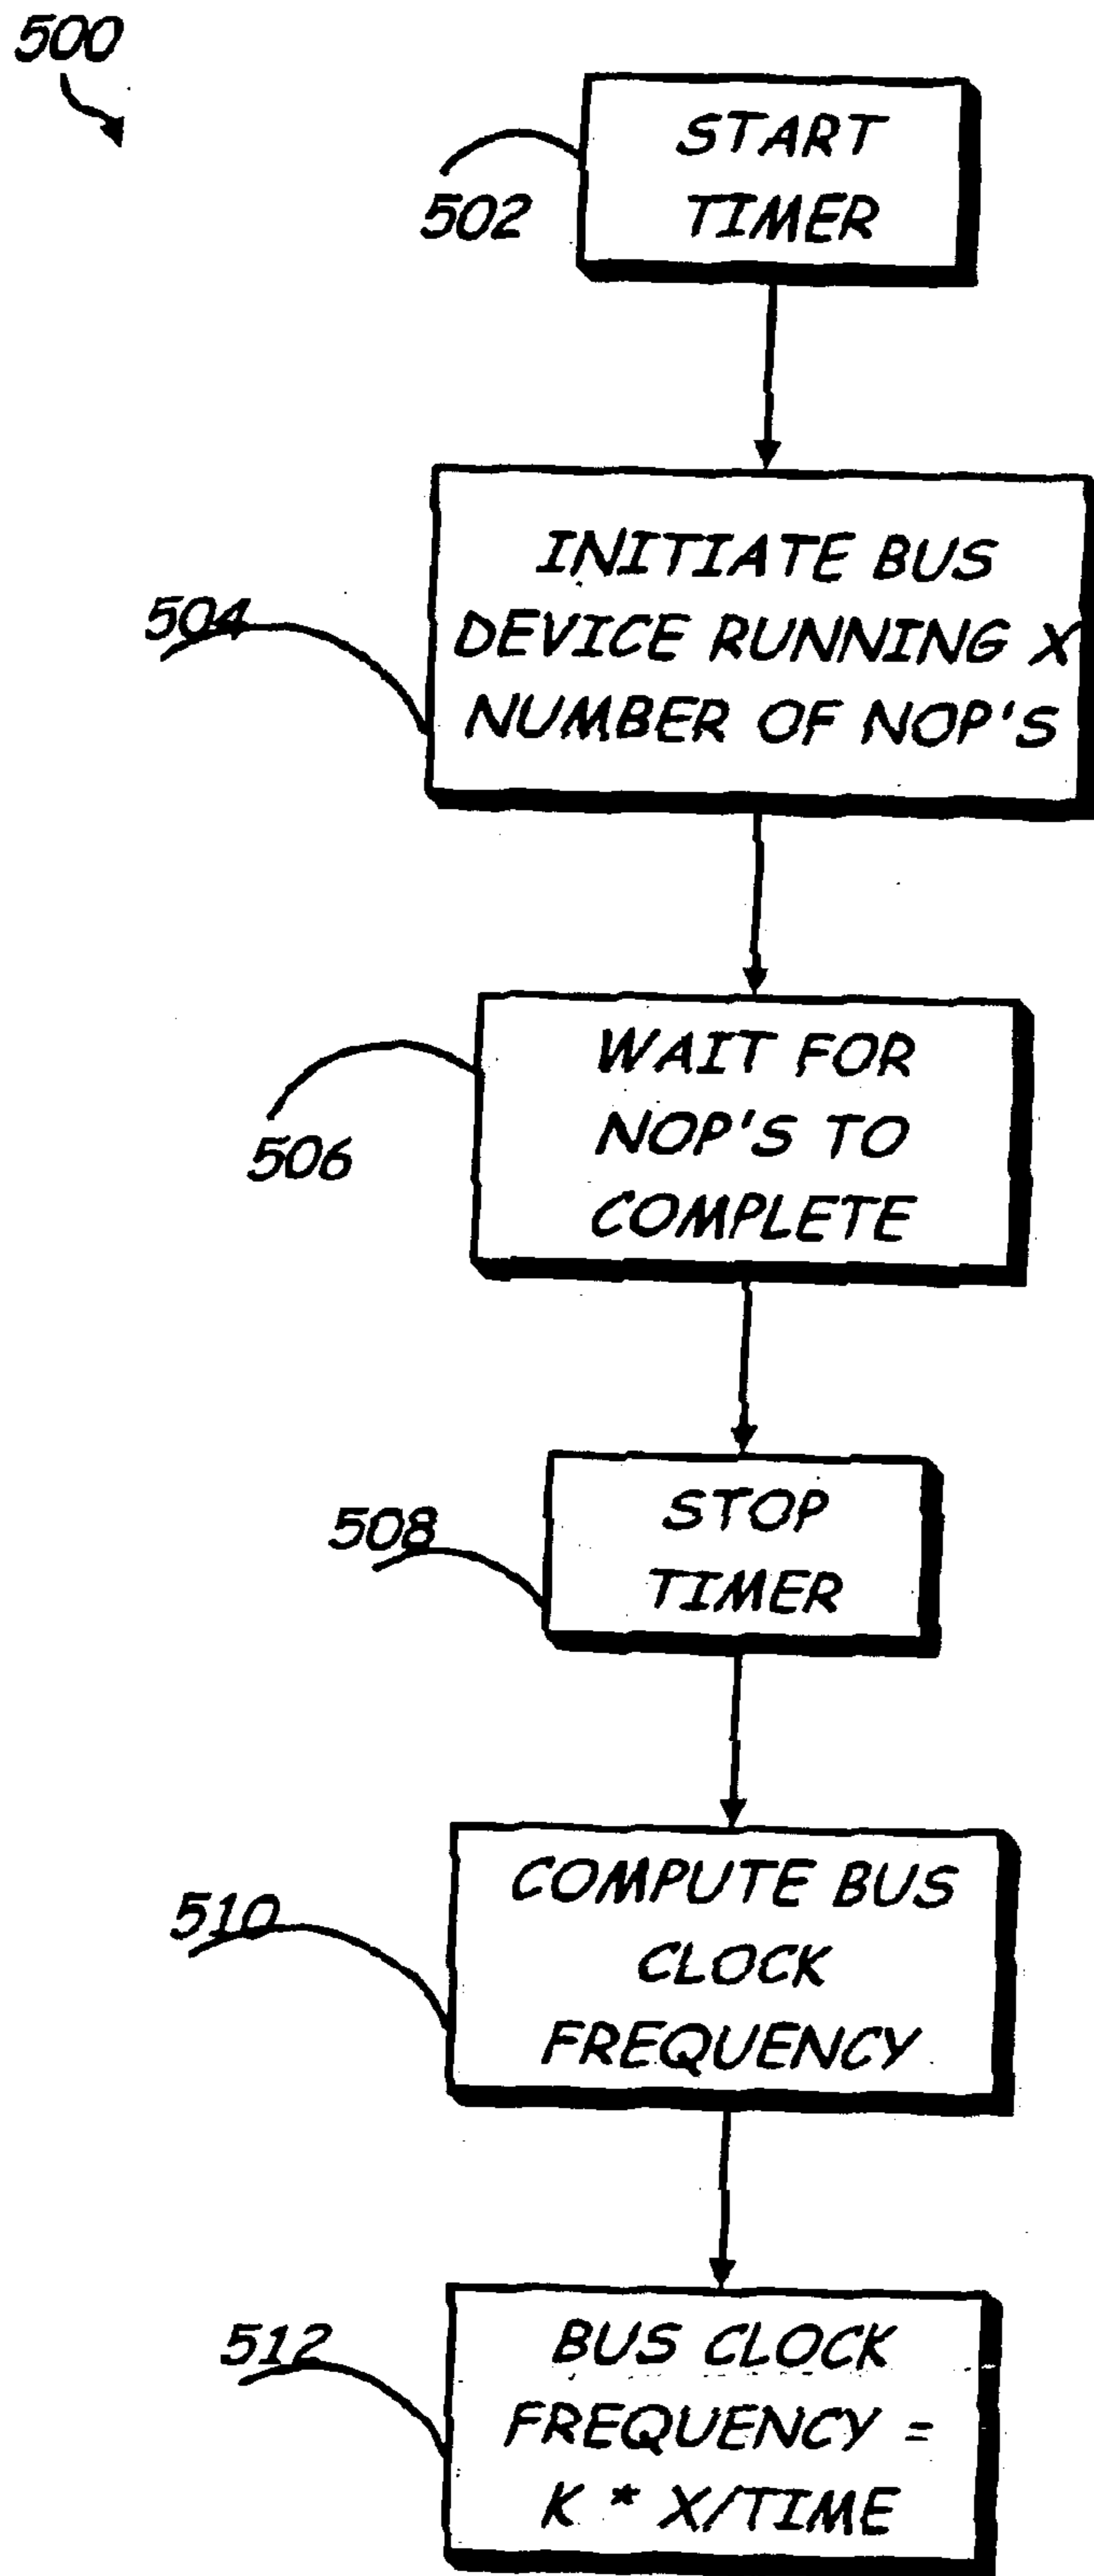 500
START
TIMER
502
INITIATE BUS
DEVICE RUNNING X
NUMBER OF NOP'S
504
WAIT FOR
NOP'S TO
COMPLETE
506
STOP
TIMER
508
COMPUTE BUS
CLOCK
FREQUENCY
510
BUS CLOCK
FREQUENCY =
K * X/TIME
512